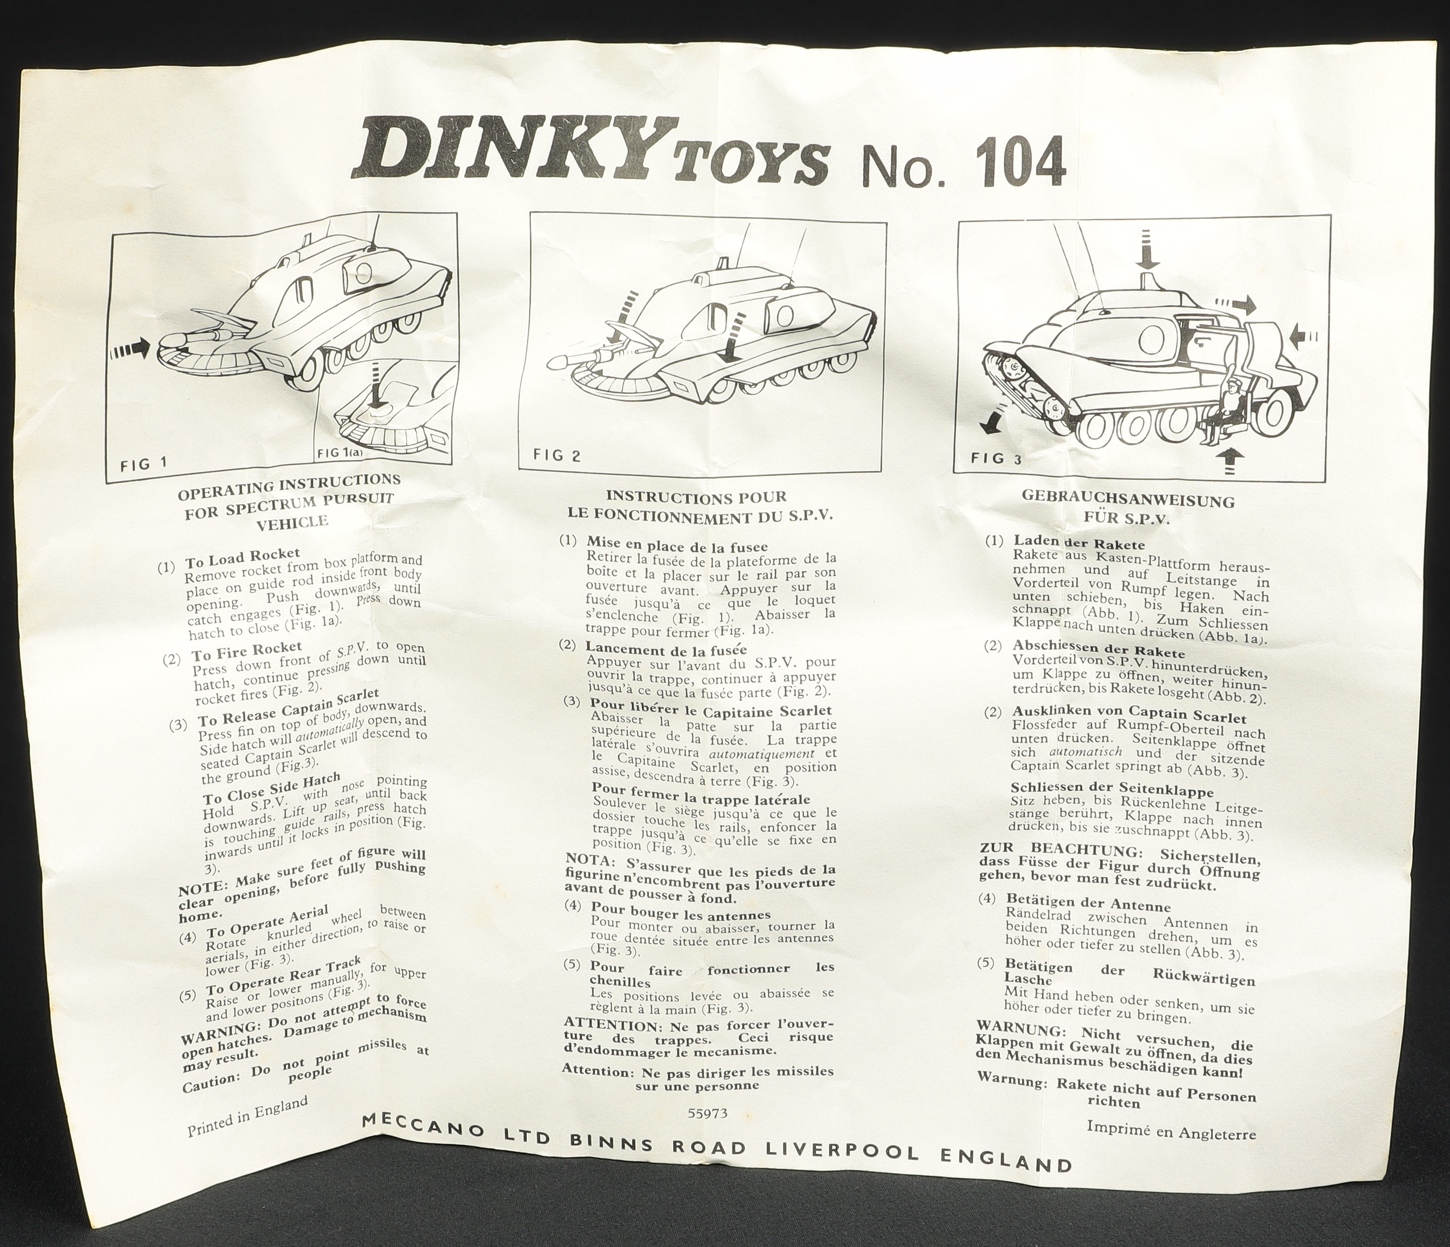 DINKY TOYS No. 104
FIG 1
FIG 1(a)
FIG 2
FIG 3
OPERATING INSTRUCTIONS
FOR SPECTRUM PURSUIT
VEHICLE
(1) To Load Rocket
Remove rocket from box platform and
place on guide rod inside front body
opening. Push downwards, until
catch engages (Fig. 1). Press down
hatch to close (Fig. 1a).
(2) To Fire Rocket
Press down front of S.P.V. to open
hatch, continue pressing down until
rocket fires (Fig. 2).
(3) To Release Captain Scarlet
Press fin on top of body, downwards.
Side hatch will automatically open, and
seated Captain Scarlet will descend to
the ground (Fig.3).
To Close Side Hatch
Hold S.P.V. with nose pointing
downwards. Lift up seat, until back
is touching guide rails, press hatch
inwards until it locks in position (Fig.
3).
NOTE: Make sure feet of figure will
clear opening, before fully pushing
home.
(4) To Operate Aerial
Rotate knurled wheel between
aerials, in either direction, to raise or
lower (Fig. 3).
(5) To Operate Rear Track
Raise or lower manually, for upper
and lower positions (Fig. 3).
WARNING: Do not attempt to force
open hatches. Damage to mechanism
may result.
Caution: Do not point missiles at
people
Printed in England
INSTRUCTIONS POUR
LE FONCTIONNEMENT DU S.P.V.
(1) Mise en place de la fusee
Retirer la fusée de la plateforme de la
boîte et la placer sur le rail par son
ouverture avant. Appuyer sur la
fusée jusqu'à ce que le loquet
s'enclenche (Fig. 1). Abaisser la
trappe pour fermer (Fig. 1a).
(2) Lancement de la fusée
Appuyer sur l'avant du S.P.V. pour
ouvrir la trappe, continuer à appuyer
jusqu'à ce que la fusée parte (Fig. 2).
(3) Pour libérer le Capitaine Scarlet
Abaisser la patte sur la partie
supérieure de la fusée. La trappe
latérale s'ouvrira automatiquement et
le Capitaine Scarlet, en position
assise, descendra à terre (Fig. 3).
Pour fermer la trappe latérale
Soulever le siège jusqu'à ce que le
dossier touche les rails, enfoncer la
trappe jusqu'à ce qu'elle se fixe en
position (Fig. 3).
NOTA: S'assurer que les pieds de la
figurine n'encombrent pas l'ouverture
avant de pousser à fond.
(4) Pour bouger les antennes
Pour monter ou abaisser, tourner la
roue dentée située entre les antennes
(Fig. 3).
(5) Pour faire fonctionner les
chenilles
Les positions levée ou abaissée se
règlent à la main (Fig. 3).
ATTENTION: Ne pas forcer l'ouver-
ture des trappes. Ceci risque
d'endommager le mecanisme.
Attention: Ne pas diriger les missiles
sur une personne
55973
GEBRAUCHSANWEISUNG
FÜR S.P.V.
(1) Laden der Rakete
Rakete aus Kasten-Plattform heraus-
nehmen und auf Leitstange in
Vorderteil von Rumpf legen. Nach
unten schieben, bis Haken ein-
schnappt (Abb. 1). Zum Schliessen
Klappe nach unten drücken (Abb. 1a).
(2) Abschiessen der Rakete
Vorderteil von S.P.V. hinunterdrücken,
um Klappe zu öffnen, weiter hinun-
terdrücken, bis Rakete losgeht (Abb. 2).
(2) Ausklinken von Captain Scarlet
Flossfeder auf Rumpf-Oberteil nach
unten drücken. Seitenklappe öffnet
sich automatisch und der sitzende
Captain Scarlet springt ab (Abb. 3).
Schliessen der Seitenklappe
Sitz heben, bis Rückenlehne Leitge-
stänge berührt, Klappe nach innen
drücken, bis sie zuschnappt (Abb. 3).
ZUR BEACHTUNG: Sicherstellen,
dass Füsse der Figur durch Öffnung
gehen, bevor man fest zudrückt.
(4) Betätigen der Antenne
Rändelrad zwischen Antennen in
beiden Richtungen drehen, um es
höher oder tiefer zu stellen (Abb. 3).
(5) Betätigen der Rückwärtigen
Lasche
Mit Hand heben oder senken, um sie
höher oder tiefer zu bringen.
WARNUNG: Nicht versuchen, die
Klappen mit Gewalt zu öffnen, da dies
den Mechanismus beschädigen kann!
Warnung: Rakete nicht auf Personen
richten
Imprimé en Angleterre
MECCANO LTD BINNS ROAD LIVERPOOL ENGLAND